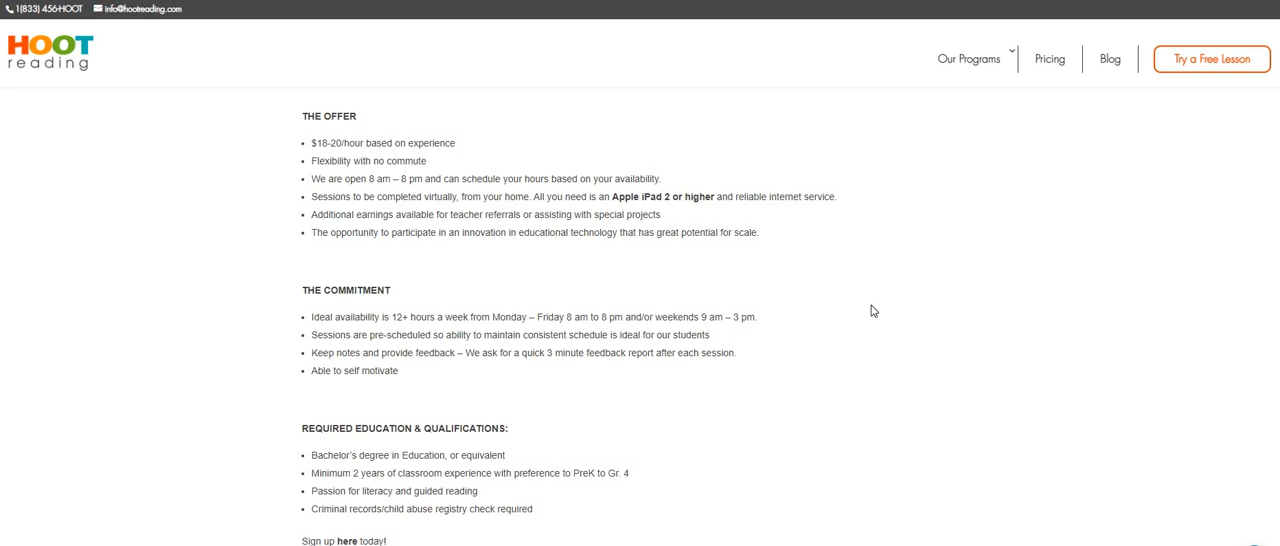 1(833) 456-HOOT info@hootreading.com
HOOT
reading
Our Programs Pricing Blog Try a Free Lesson
THE OFFER
• $18-20/hour based on experience
• Flexibility with no commute
• We are open 8 am – 8 pm and can schedule your hours based on your availability.
• Sessions to be completed virtually, from your home. All you need is an Apple iPad 2 or higher and reliable internet service.
• Additional earnings available for teacher referrals or assisting with special projects
• The opportunity to participate in an innovation in educational technology that has great potential for scale.
THE COMMITMENT
• Ideal availability is 12+ hours a week from Monday – Friday 8 am to 8 pm and/or weekends 9 am – 3 pm.
• Sessions are pre-scheduled so ability to maintain consistent schedule is ideal for our students
• Keep notes and provide feedback – We ask for a quick 3 minute feedback report after each session.
• Able to self motivate
REQUIRED EDUCATION & QUALIFICATIONS:
• Bachelor's degree in Education, or equivalent
• Minimum 2 years of classroom experience with preference to PreK to Gr. 4
• Passion for literacy and guided reading
• Criminal records/child abuse registry check required
Sign up here today!